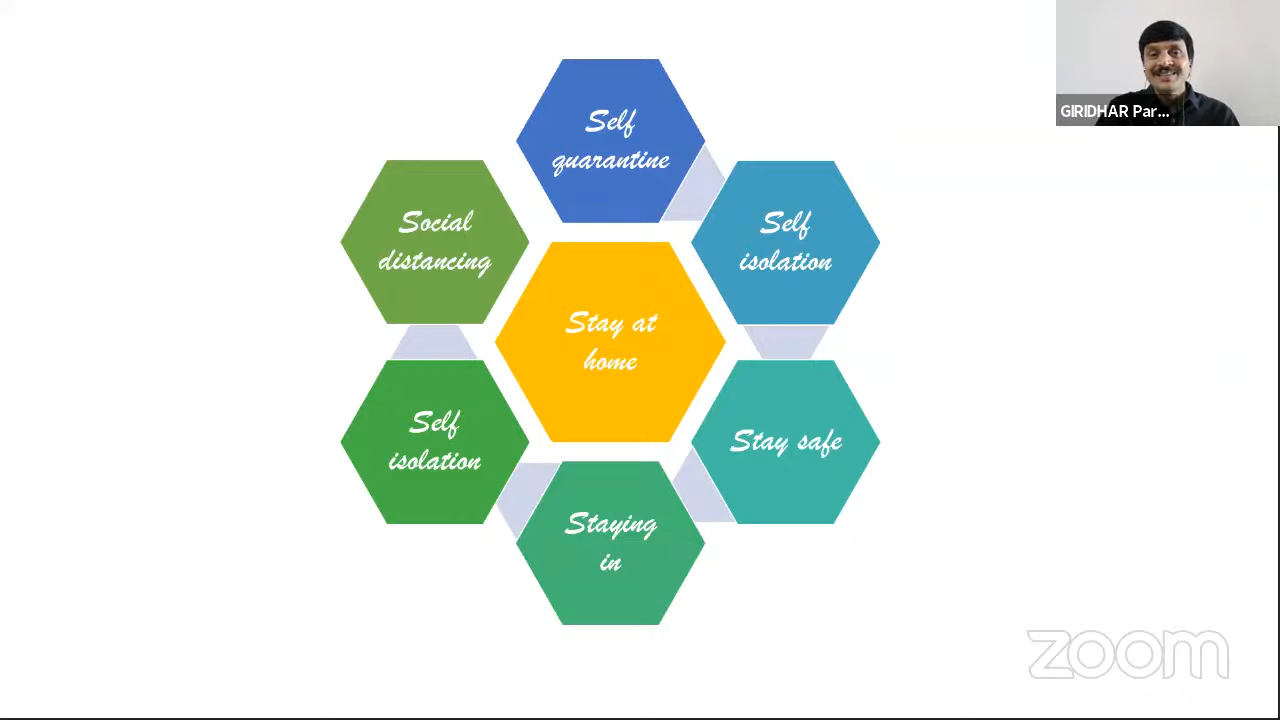 Self
quarantine
GIRIDHAR Par...
Social
distancing
Self
isolation
Stay at
home
Self
isolation
Stay safe
Staying
in
zoom